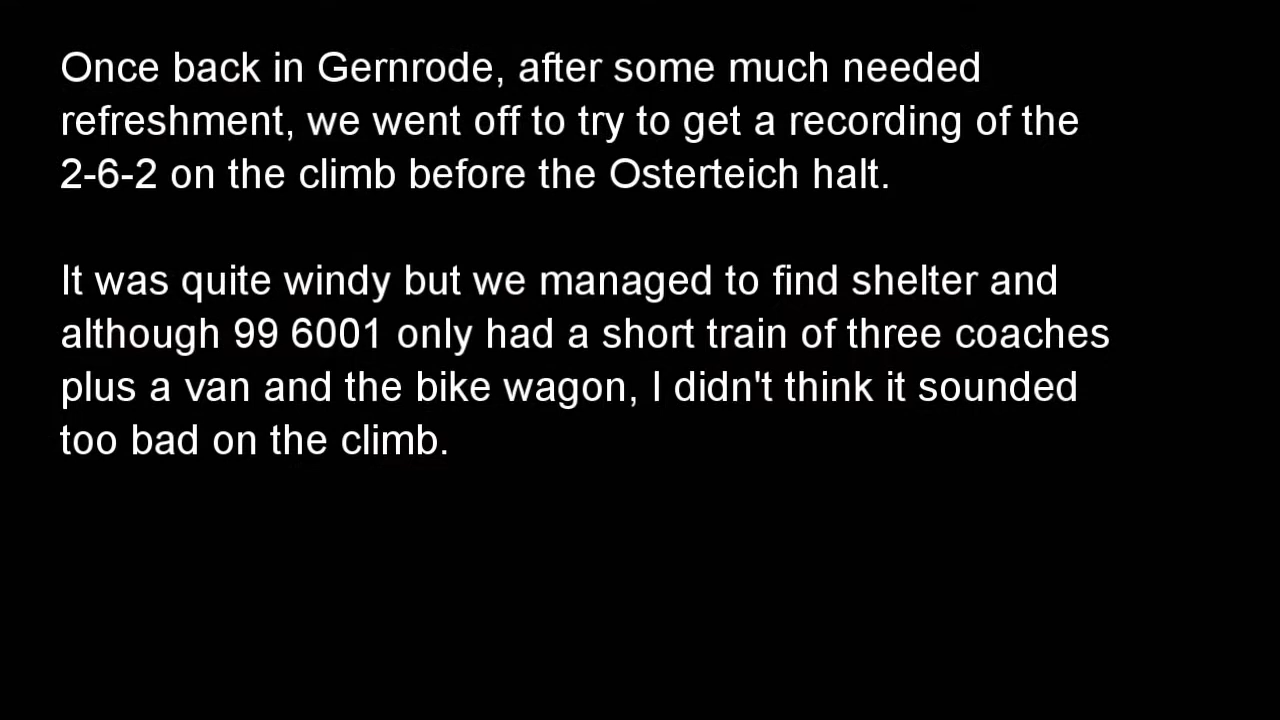 Once back in Gernrode, after some much needed
refreshment, we went off to try to get a recording of the
2-6-2 on the climb before the Osterteich halt.
It was quite windy but we managed to find shelter and
although 99 6001 only had a short train of three coaches
plus a van and the bike wagon, I didn't think it sounded
too bad on the climb.